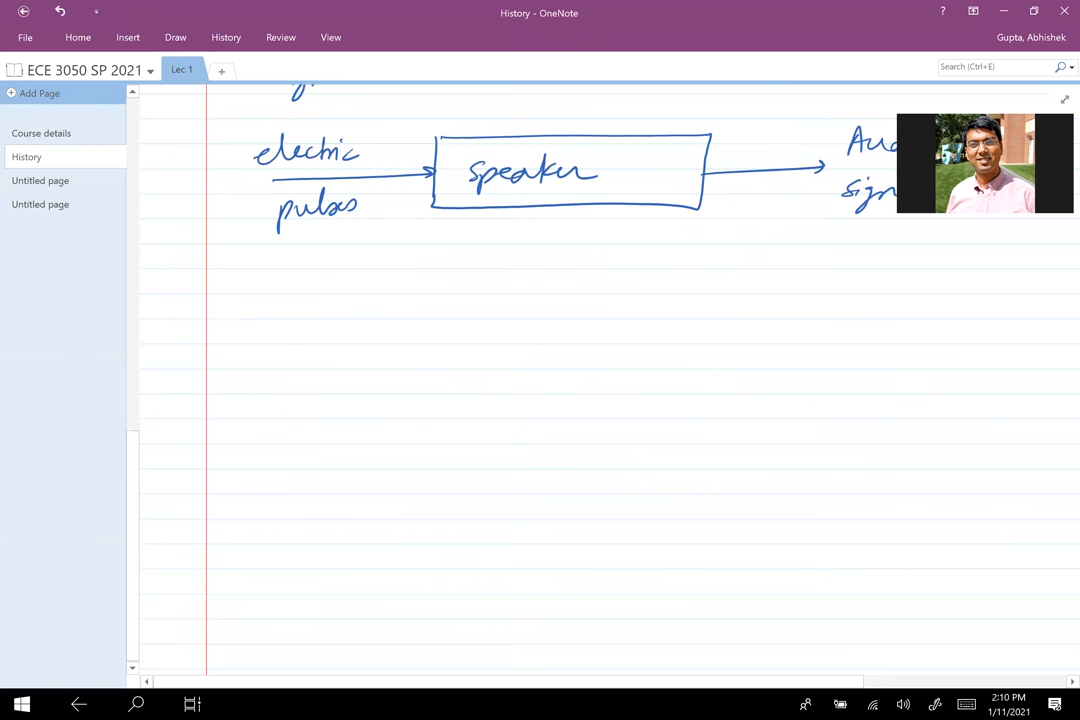 History - OneNote
?
File Home Insert Draw History Review View
Gupta, Abhishek
ECE 3050 SP 2021
Lec 1
+
Search (Ctrl+E)
Add Page
Course details
History
Untitled page
Untitled page
electric
pulses
speaker
2:10 PM
1/11/2021